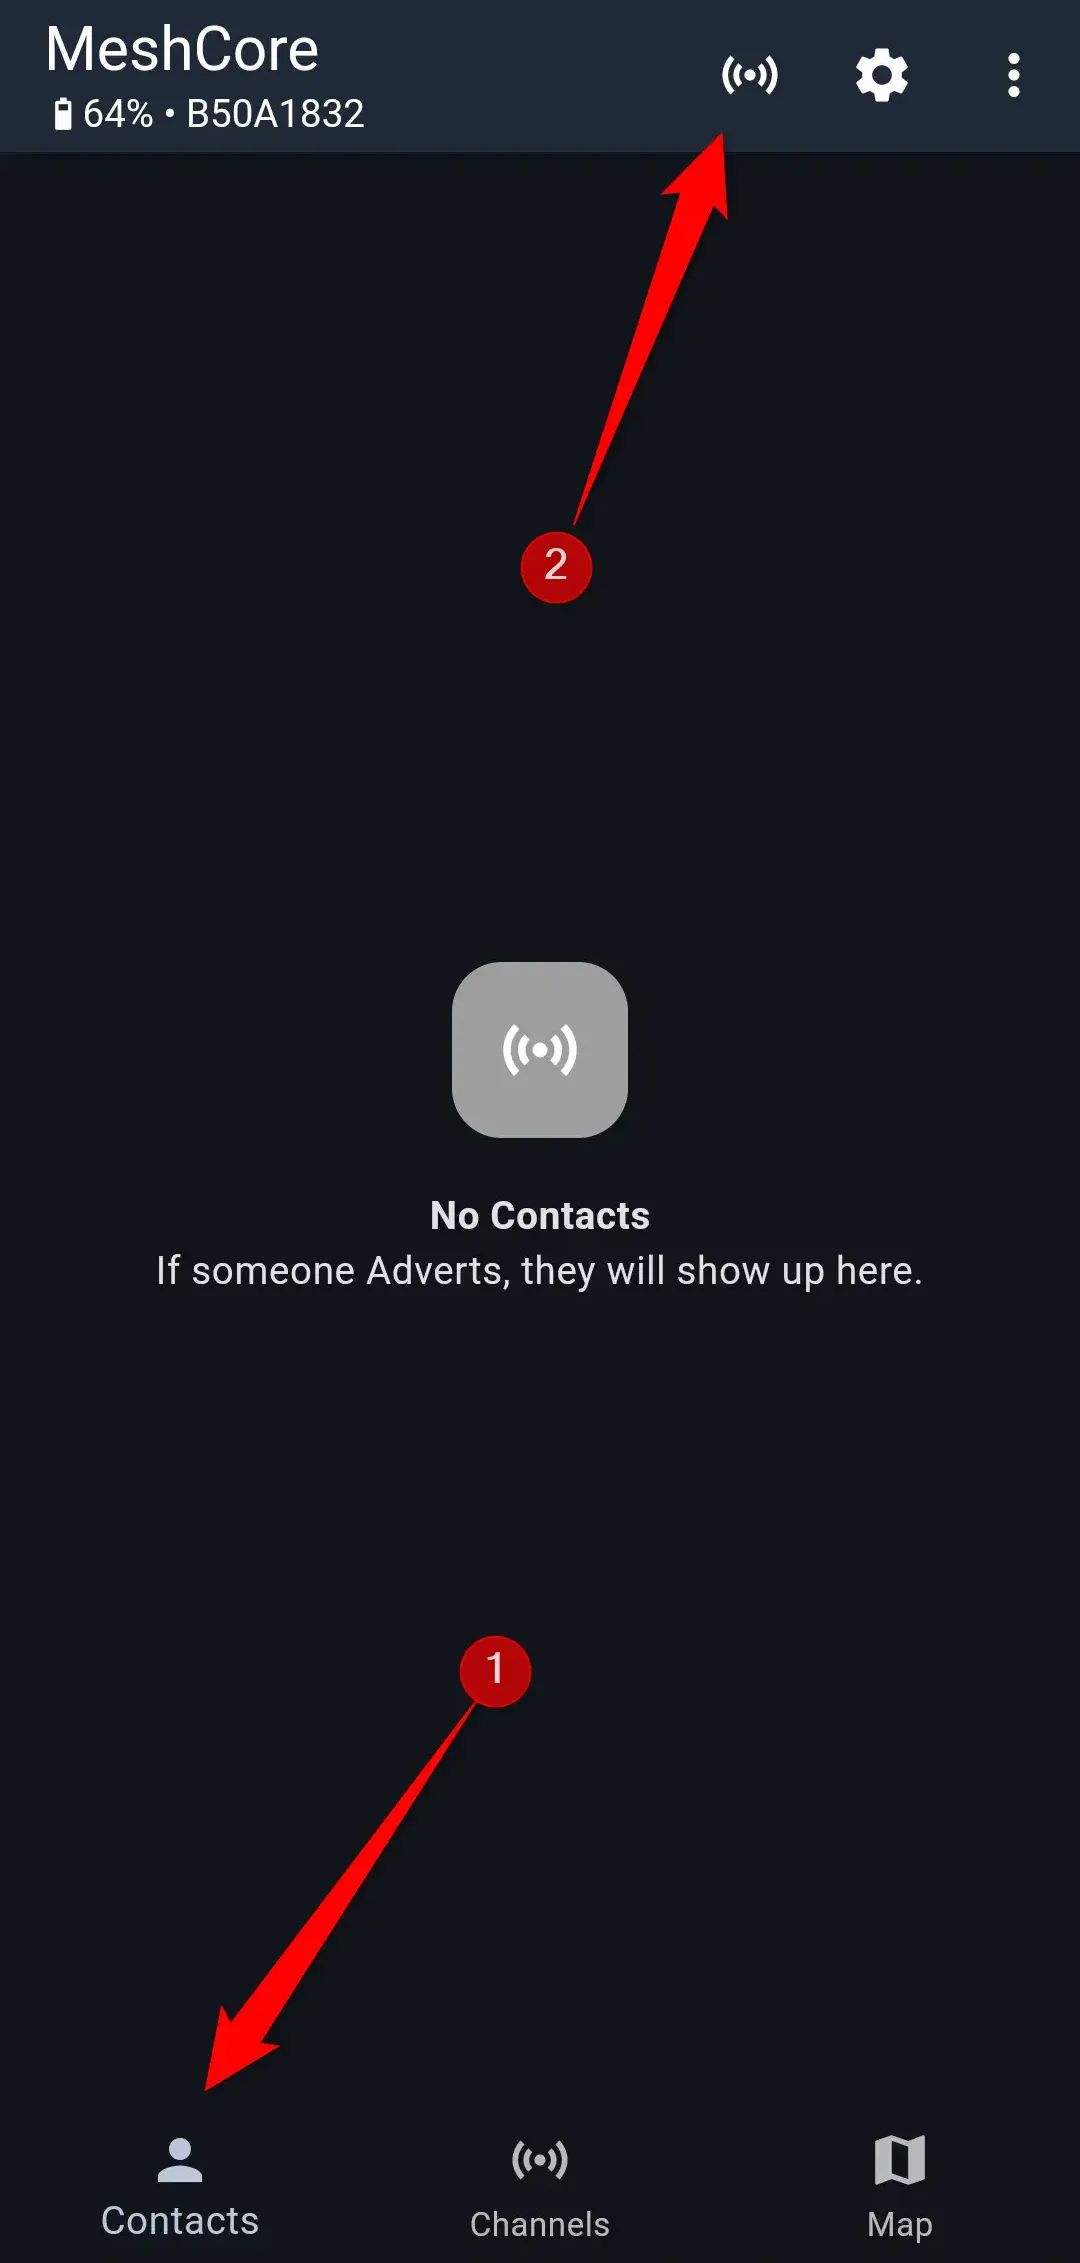 MeshCore
64% • B50A1832
2
No Contacts
If someone Adverts, they will show up here.
1
Contacts
Channels
Map